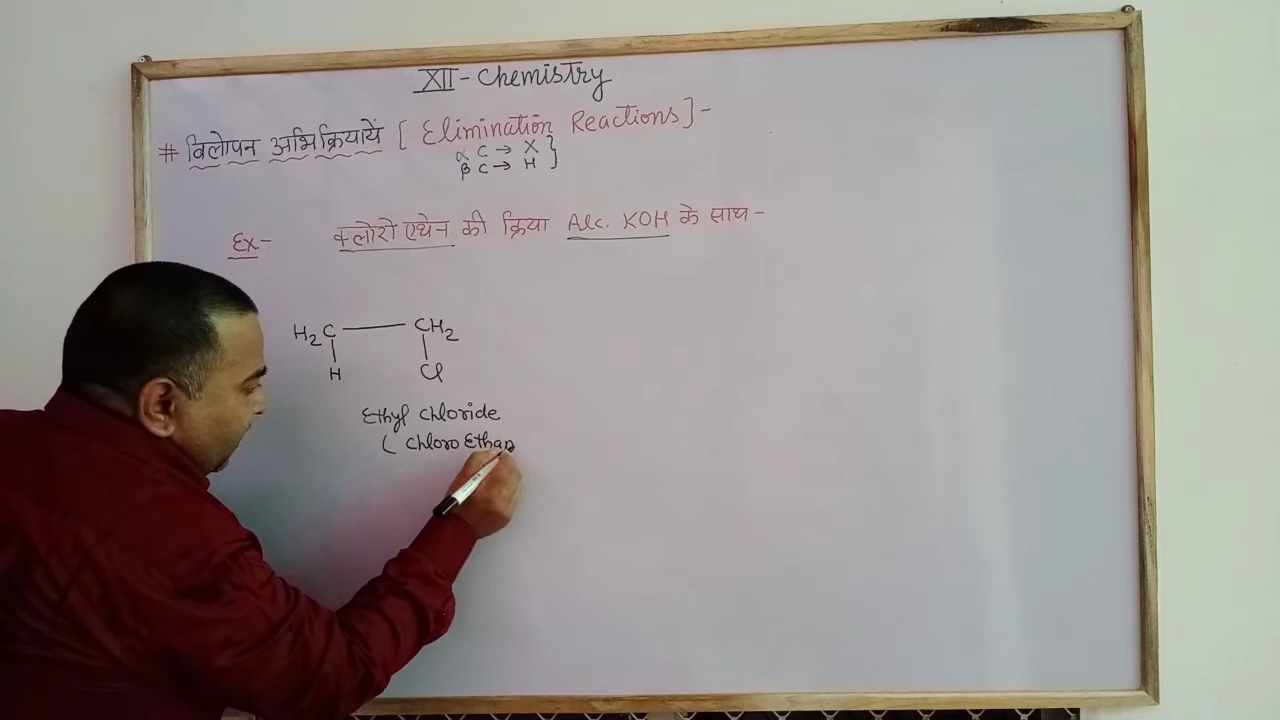 XII - Chemistry
# विलोपन अभिक्रियायें [ Elimination Reactions ] -
α C → X
β C → H }
Ex - क्लोरो एथेन की क्रिया Alc. KOH के साथ -
H₂C — CH₂
H Cl
Ethyl chloride
( chloro Ethan